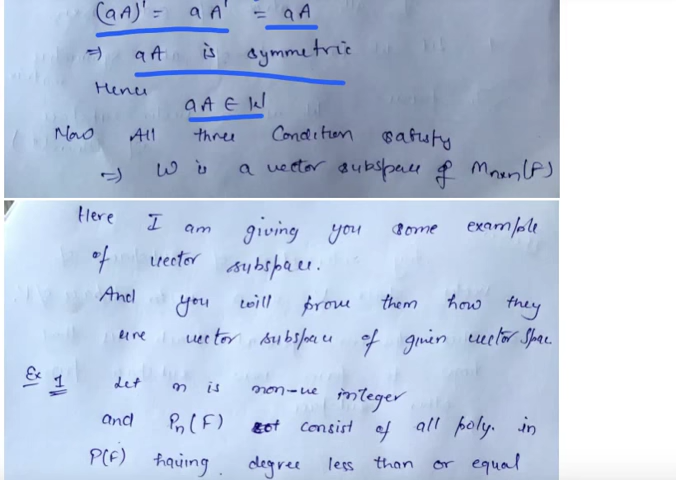 (aA)' = aA' = aA
⇒ aA is symmetric
Hence
aA ∈ W
Now All three Condition satisfy
⇒ W is a vector subspace of Mnxn(F)
Here I am giving you some example
of vector subspace.
And you will prove them how they
are vector subspace of given vector space
Ex 1 Let n is non-ve integer
and Pn(F) consist of all poly. in
P(F) having degree less than or equal